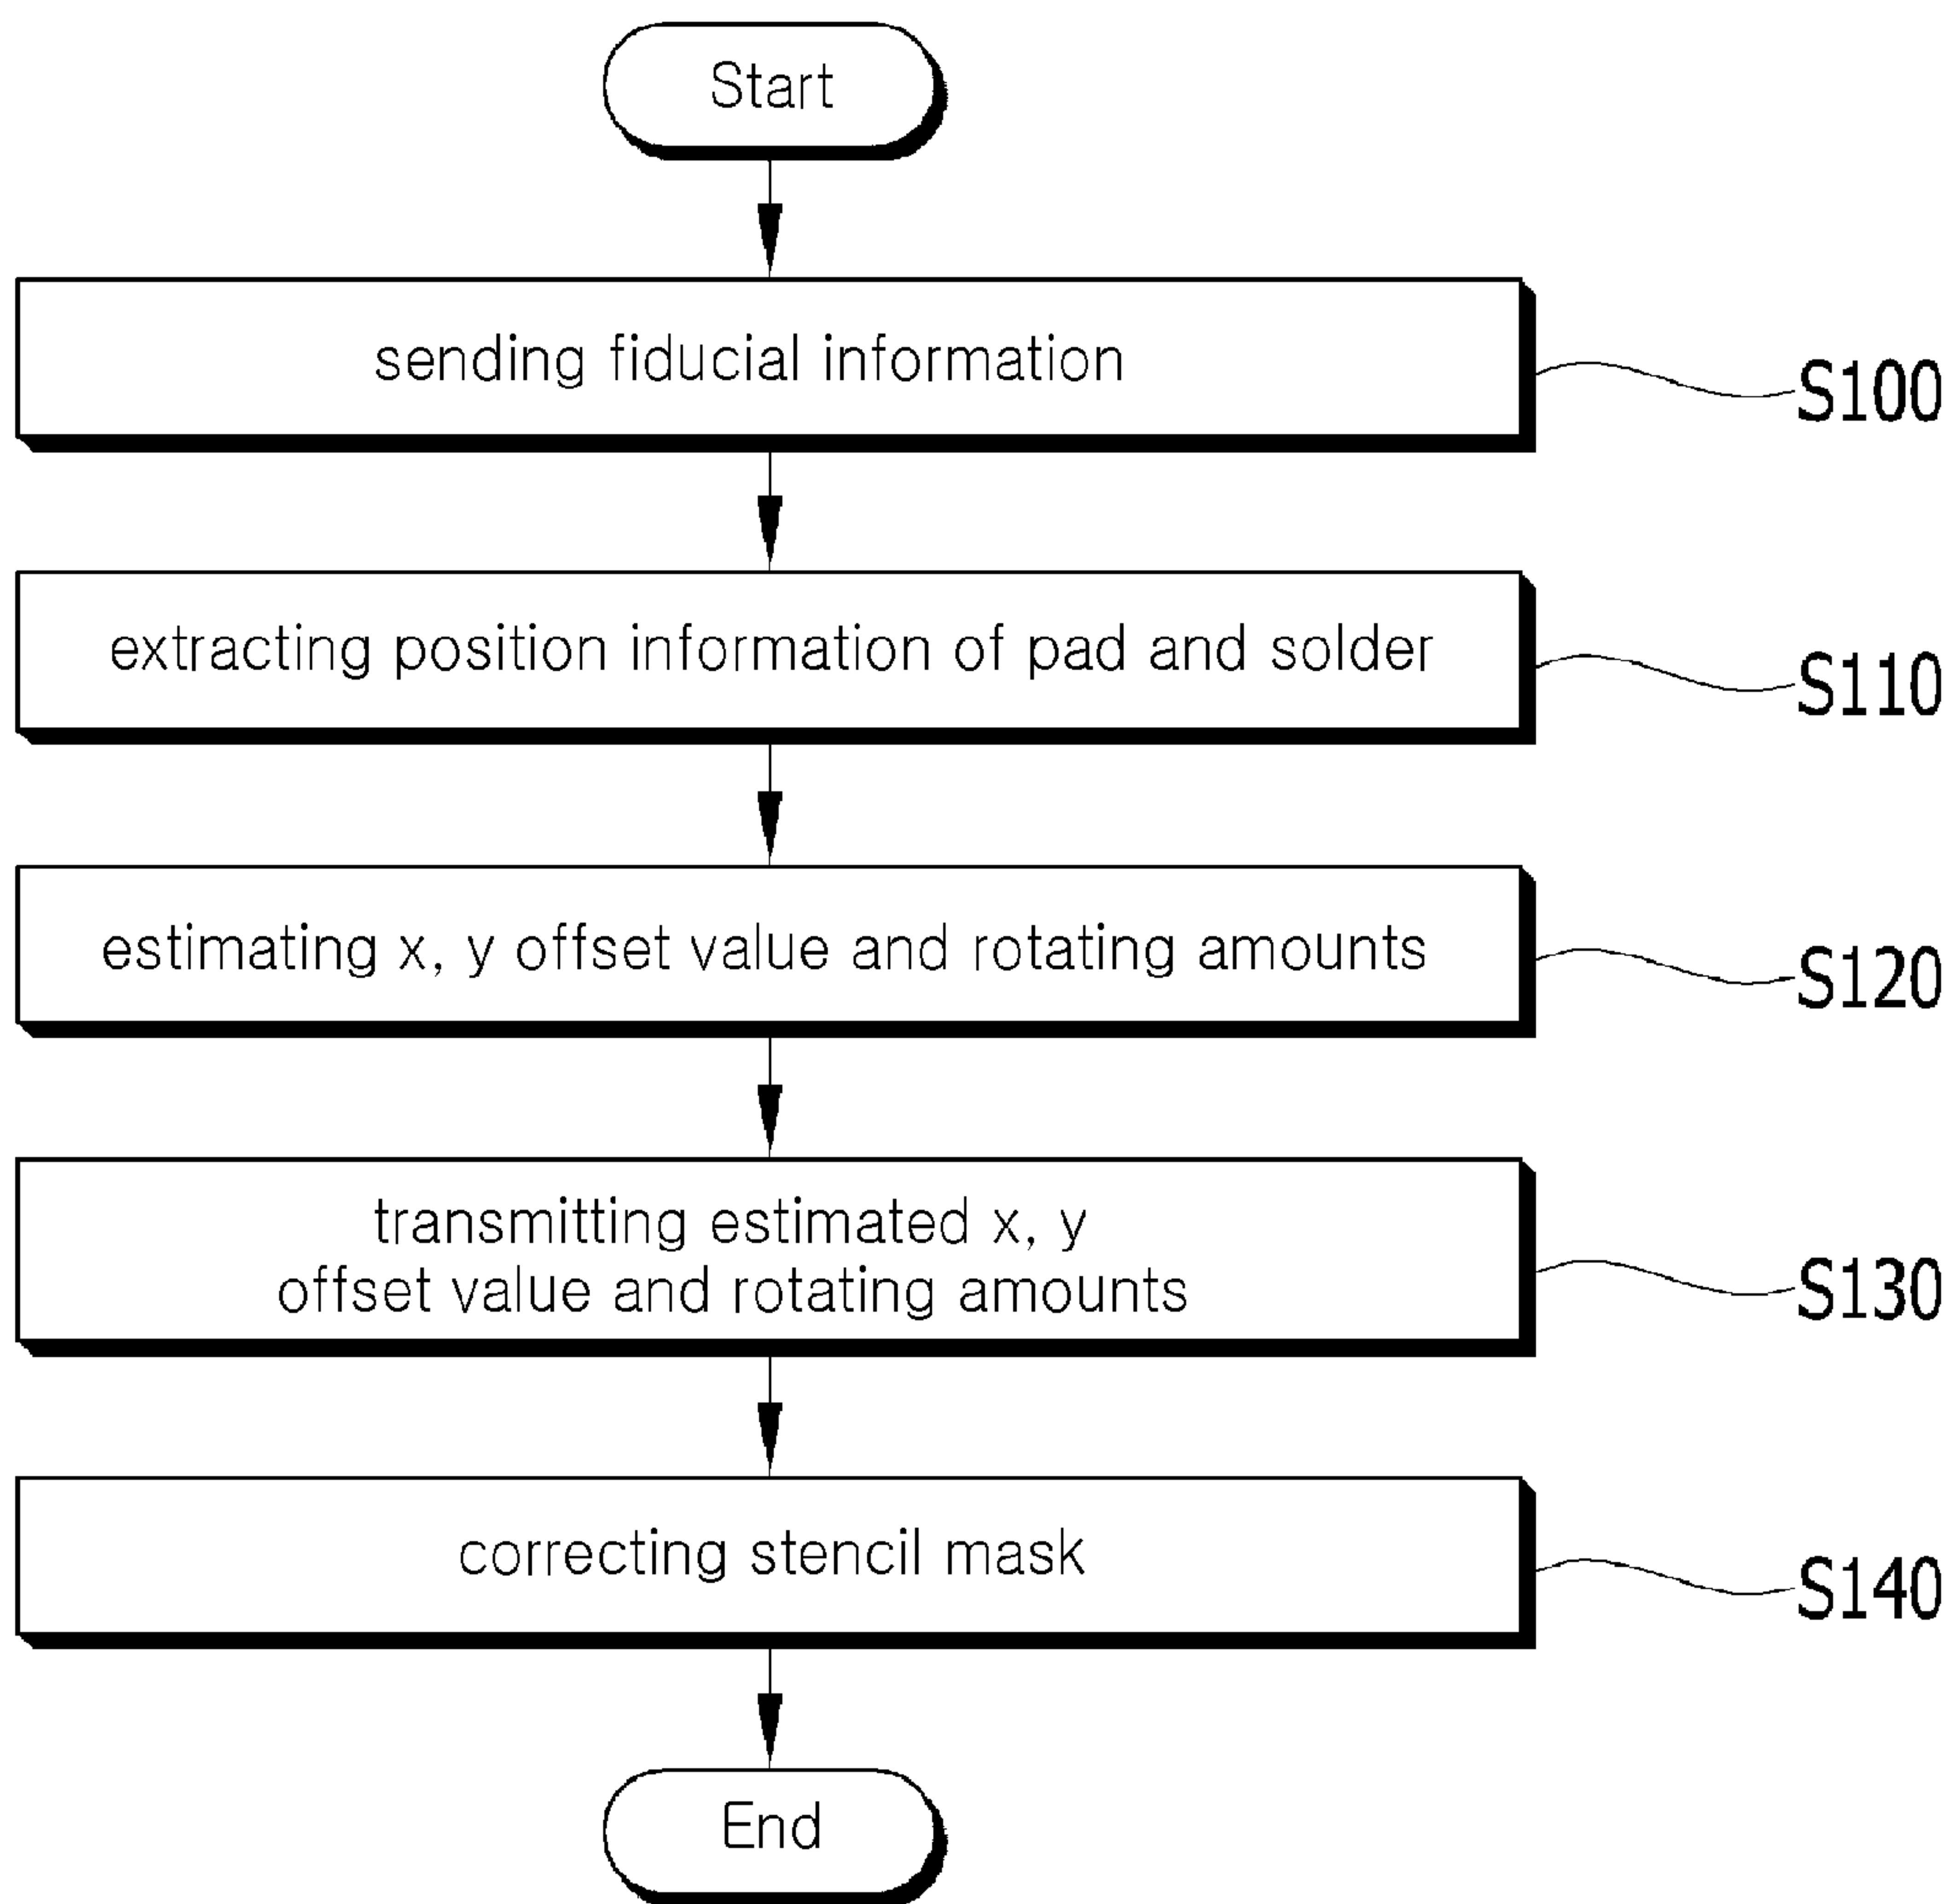 Start
sending fiducial information
S100
extracting position information of pad and solder
S110
estimating x, y offset value and rotating amounts
S120
transmitting estimated x, y
offset value and rotating amounts
S130
correcting stencil mask
S140
End